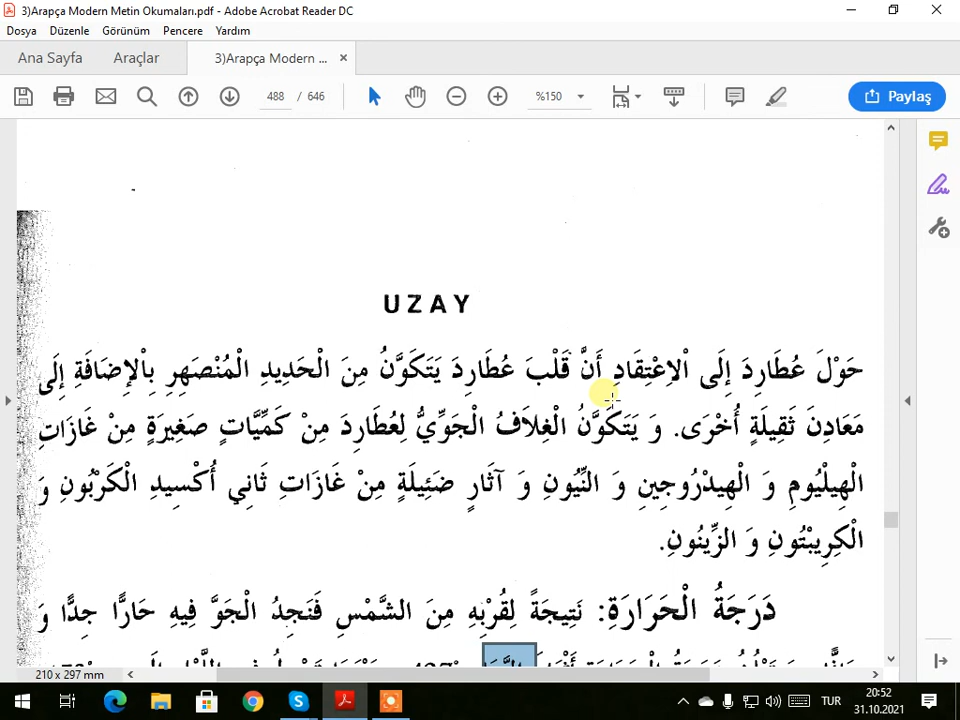 3)Arapça Modern Metin Okumaları.pdf - Adobe Acrobat Reader DC
Dosya Düzenle Görünüm Pencere Yardım
Ana Sayfa Araçlar 3)Arapça Modern ... ×
488 / 646 %150 Paylaş
UZAY
حَوْلَ عُطَارِدَ إِلَى اْلاِعْتِقَادِ أَنَّ قَلْبَ عُطَارِدَ يَتَكَوَّنُ مِنَ الْحَدِيدِ الْمُنْصَهِرِ بِاْلإِضَافَةِ إِلَى
مَعَادِنَ ثَقِيلَةٍ أُخْرَى. وَ يَتَكَوَّنُ الْغِلاَفُ الْجَوِّيُّ لِعُطَارِدَ مِنْ كَمِّيَّاتٍ صَغِيرَةٍ مِنْ غَازَاتِ
الْهِيلْيُومِ وَ الْهِيدْرُوجِينِ وَ النِّيُونِ وَ آثَارٍ ضَئِيلَةٍ مِنْ غَازَاتِ ثَانِي أُكْسِيدِ الْكَرْبُونِ وَ
الْكِرِيبْتُونِ وَ الزِّينُونِ.
دَرَجَةُ الْحَرَارَةِ: نَتِيجَةً لِقُرْبِهِ مِنَ الشَّمْسِ فَنَجِدُ الْجَوَّ فِيهِ حَارًّا جِدًّا وَ
210 x 297 mm
TUR
20:52
31.10.2021